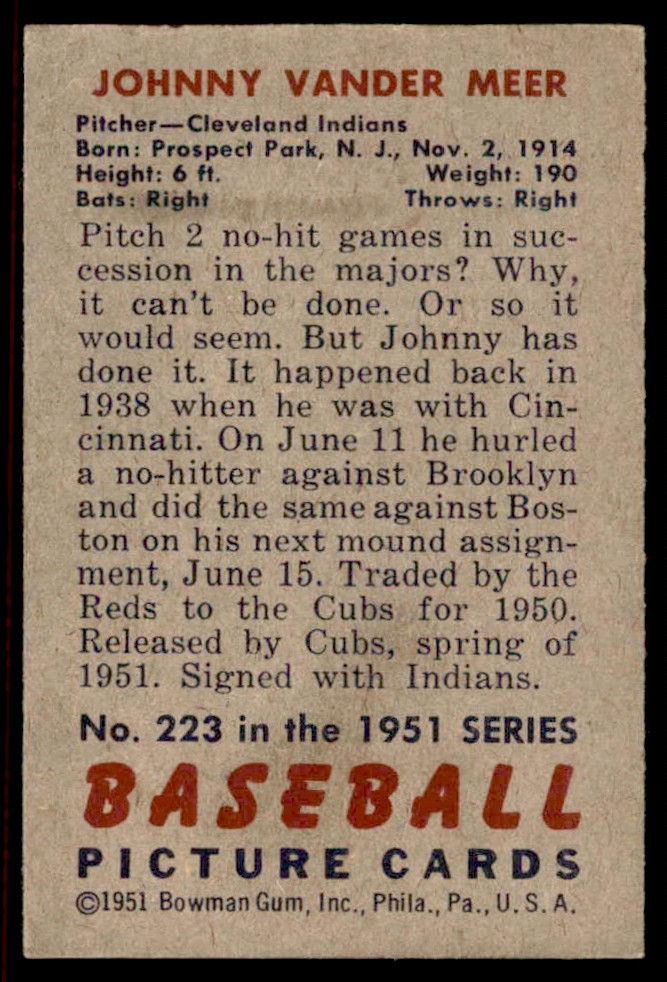 JOHNNY VANDER MEER
Pitcher—Cleveland Indians
Born: Prospect Park, N. J., Nov. 2, 1914
Height: 6 ft. Weight: 190
Bats: Right Throws: Right
Pitch 2 no-hit games in suc-
cession in the majors? Why,
it can't be done. Or so it
would seem. But Johnny has
done it. It happened back in
1938 when he was with Cin-
cinnati. On June 11 he hurled
a no-hitter against Brooklyn
and did the same against Bos-
ton on his next mound assign-
ment, June 15. Traded by the
Reds to the Cubs for 1950.
Released by Cubs, spring of
1951. Signed with Indians.
No. 223 in the 1951 SERIES
BASEBALL
PICTURE CARDS
©1951 Bowman Gum, Inc., Phila., Pa., U. S. A.